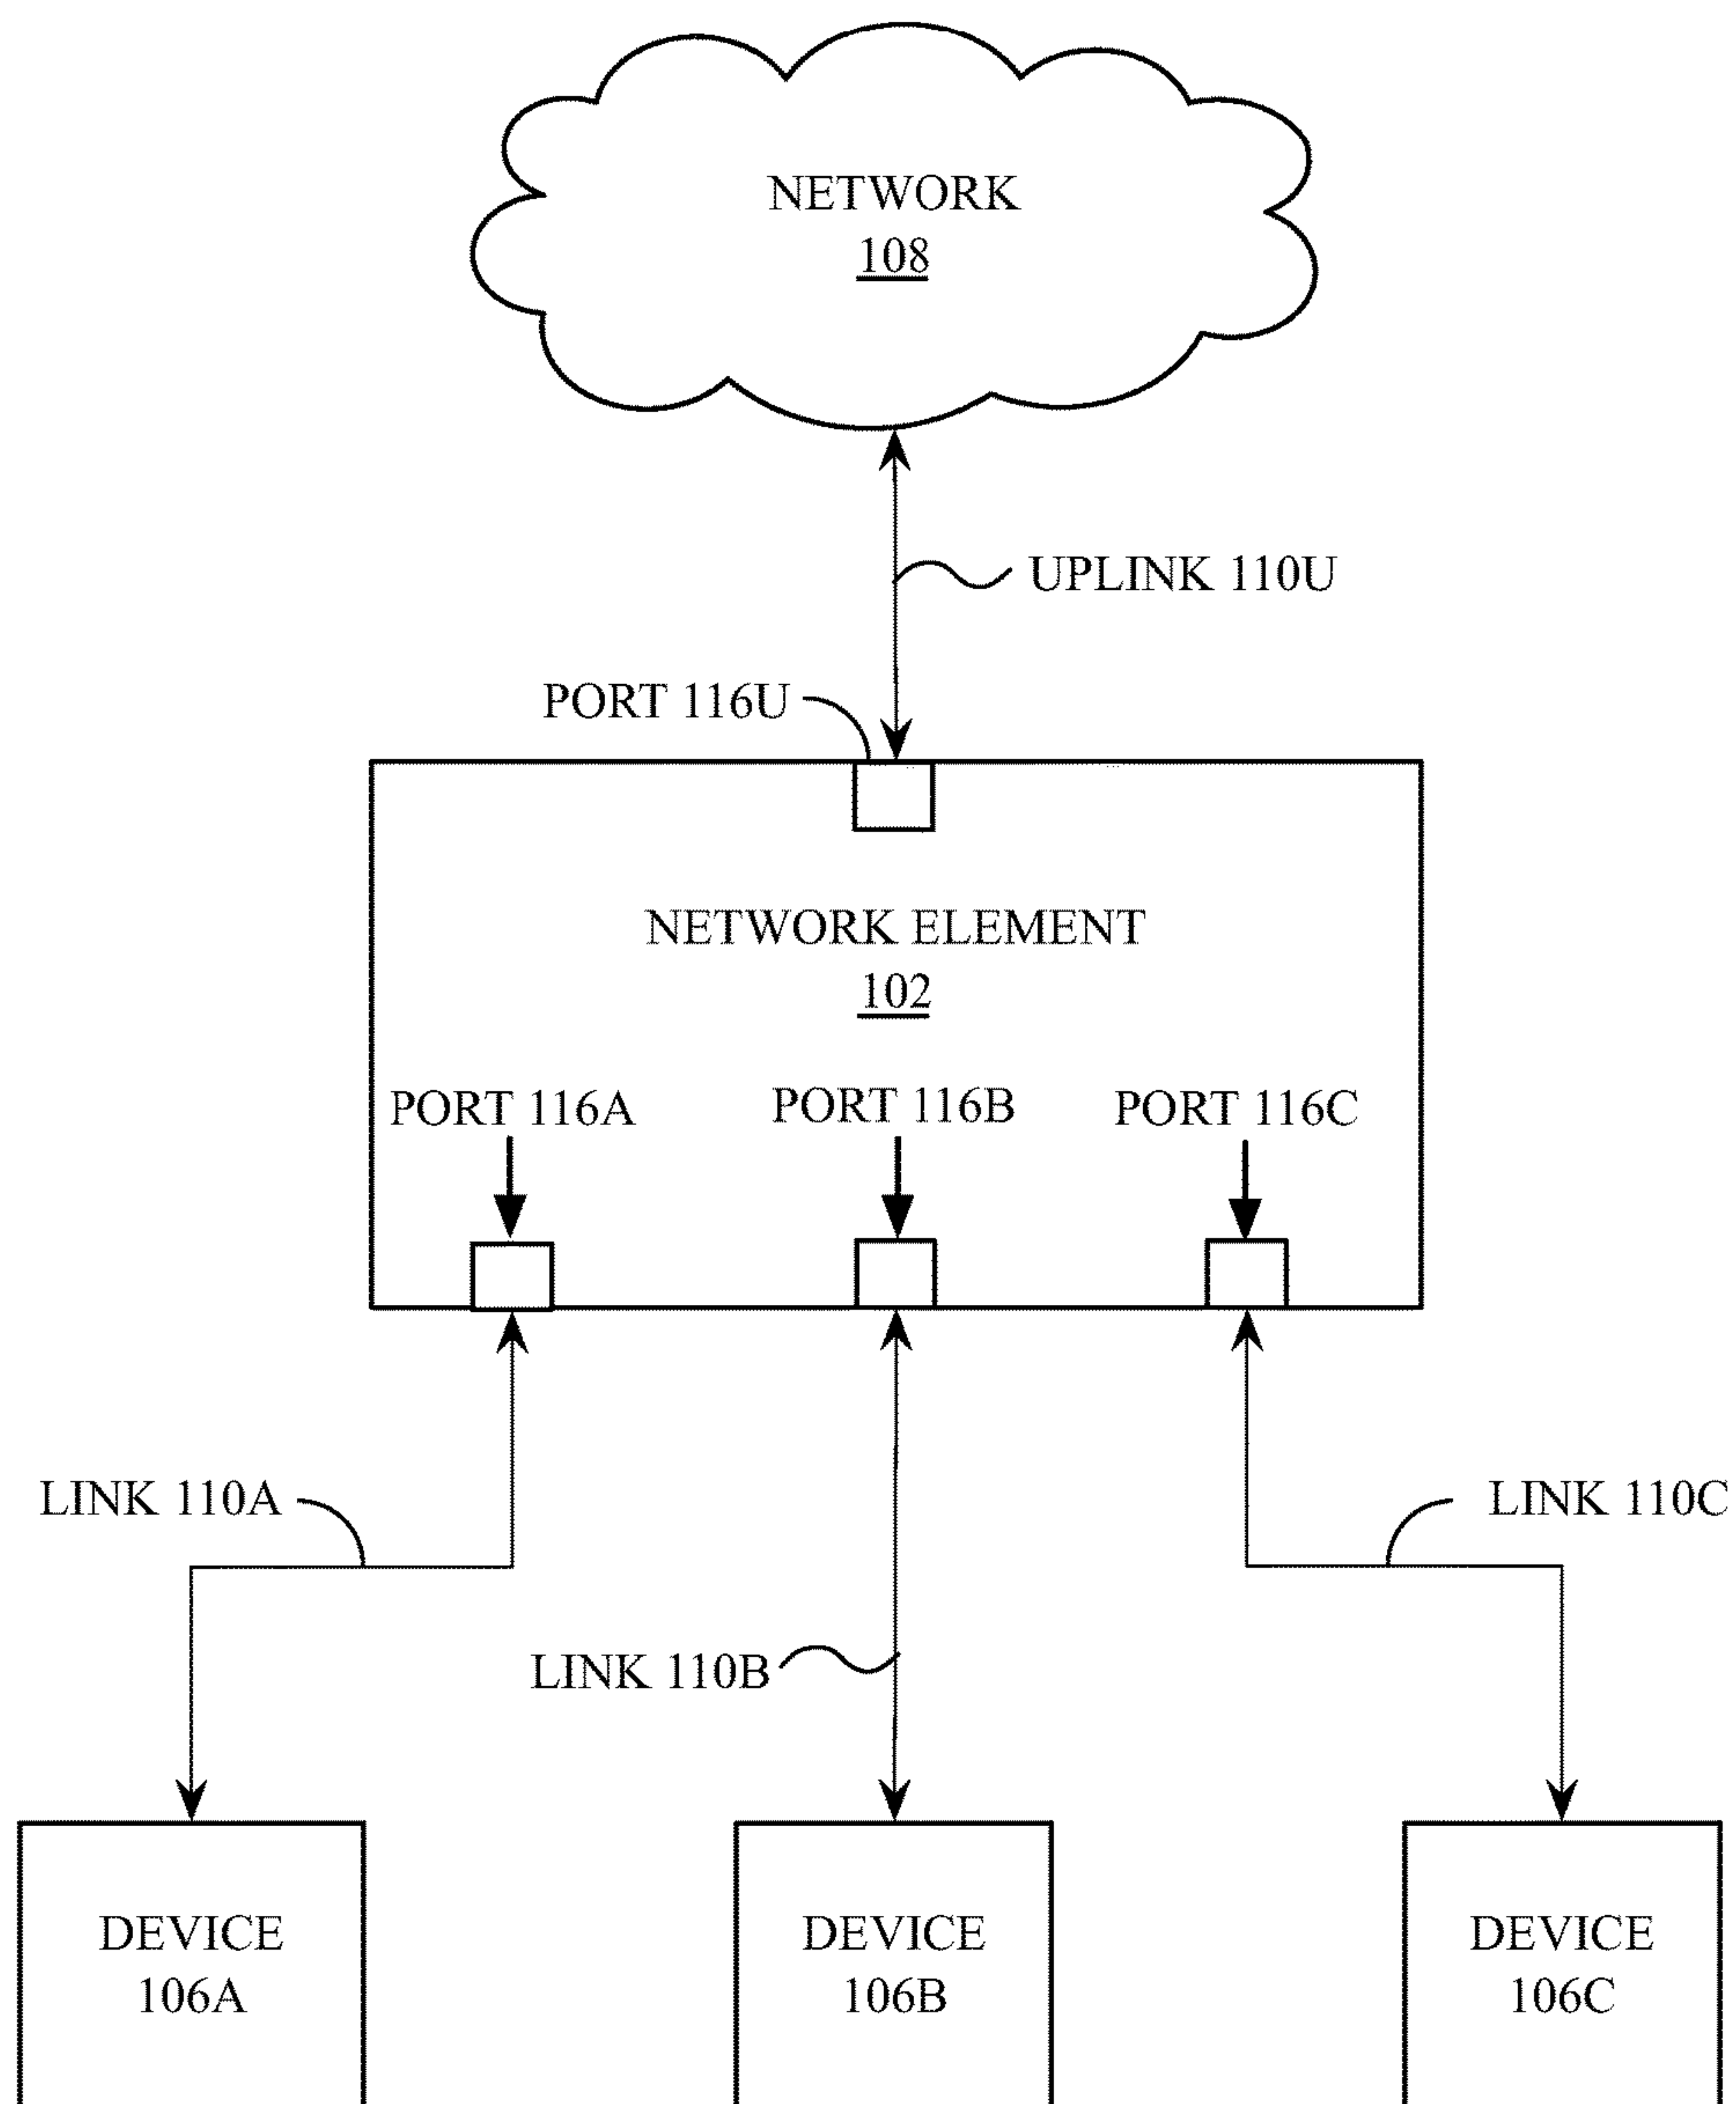 NETWORK
108
UPLINK 110U
PORT 116U
NETWORK ELEMENT
102
PORT 116A
PORT 116B
PORT 116C
LINK 110A
LINK 110C
LINK 110B
DEVICE
106A
DEVICE
106B
DEVICE
106C